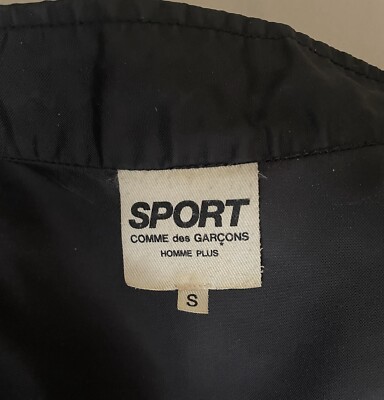 SPORT
COMME des GARÇONS
HOMME PLUS
S